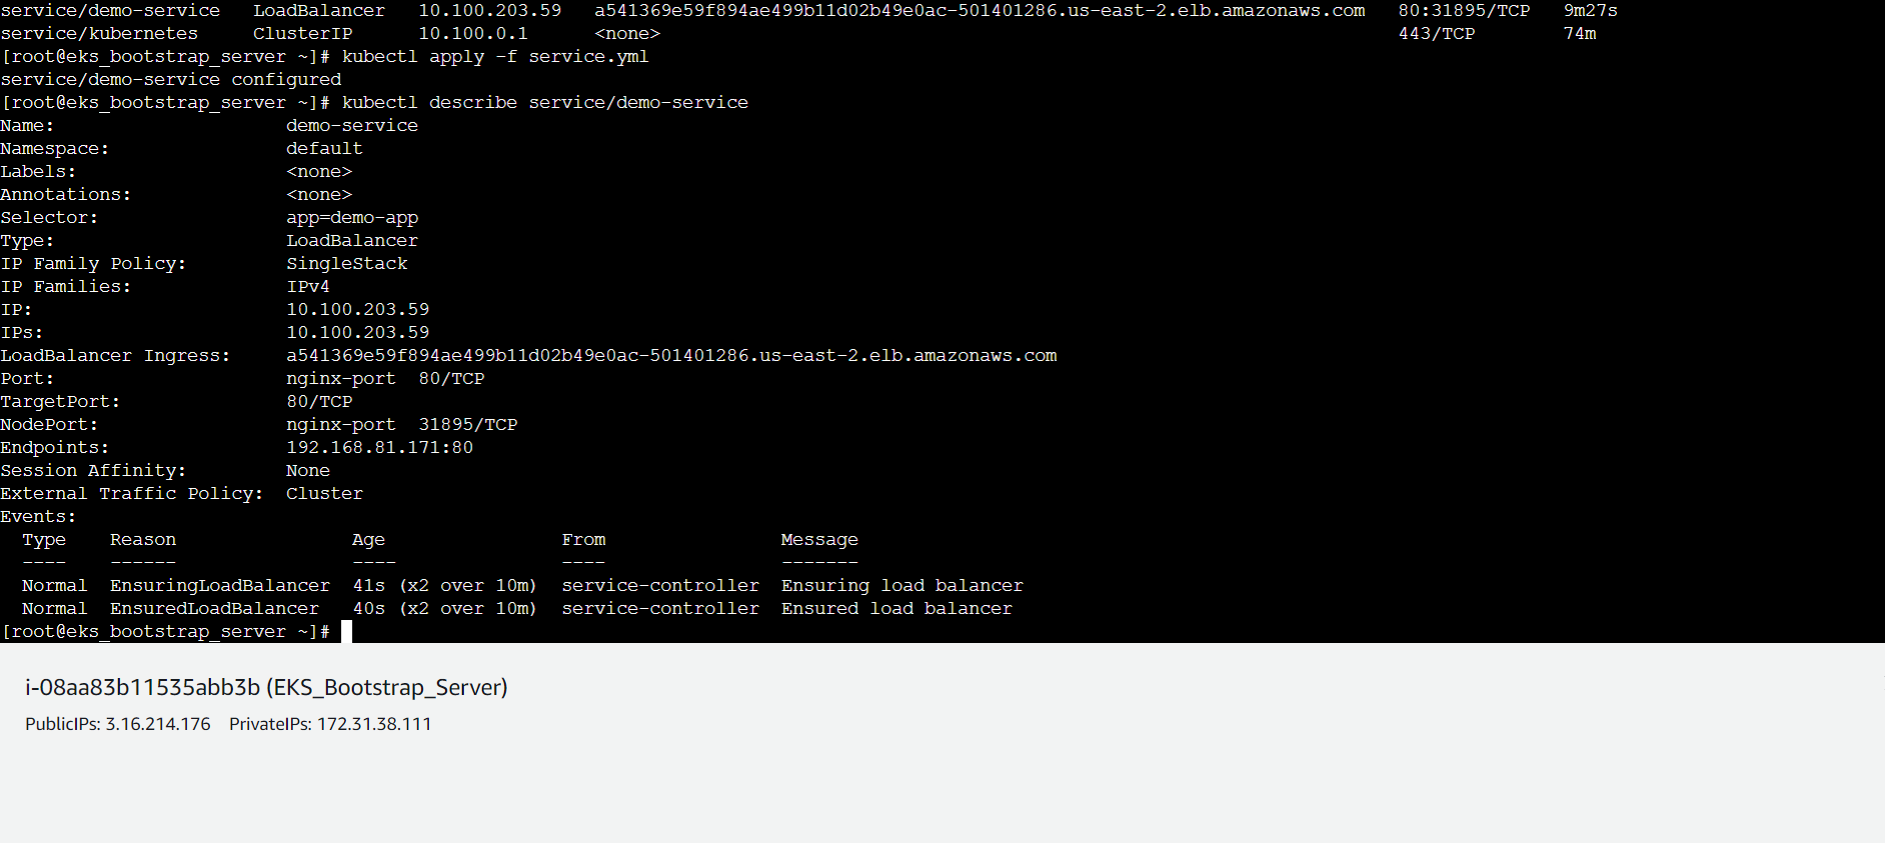 service/demo-service   LoadBalancer   10.100.203.59   a541369e59f894ae499b11d02b49e0ac-501401286.us-east-2.elb.amazonaws.com   80:31895/TCP   9m27s
service/kubernetes     ClusterIP      10.100.0.1      <none>                                                                   443/TCP        74m
[root@eks_bootstrap_server ~]# kubectl apply -f service.yml
service/demo-service configured
[root@eks_bootstrap_server ~]# kubectl describe service/demo-service
Name:                     demo-service
Namespace:                default
Labels:                   <none>
Annotations:              <none>
Selector:                 app=demo-app
Type:                     LoadBalancer
IP Family Policy:         SingleStack
IP Families:              IPv4
IP:                       10.100.203.59
IPs:                      10.100.203.59
LoadBalancer Ingress:     a541369e59f894ae499b11d02b49e0ac-501401286.us-east-2.elb.amazonaws.com
Port:                     nginx-port  80/TCP
TargetPort:               80/TCP
NodePort:                 nginx-port  31895/TCP
Endpoints:                192.168.81.171:80
Session Affinity:         None
External Traffic Policy:  Cluster
Events:
  Type    Reason                Age                From                Message
  ----    ------                ----               ----                -------
  Normal  EnsuringLoadBalancer  41s (x2 over 10m)  service-controller  Ensuring load balancer
  Normal  EnsuredLoadBalancer   40s (x2 over 10m)  service-controller  Ensured load balancer
[root@eks_bootstrap_server ~]#
i-08aa83b11535abb3b (EKS_Bootstrap_Server)
PublicIPs: 3.16.214.176   PrivateIPs: 172.31.38.111